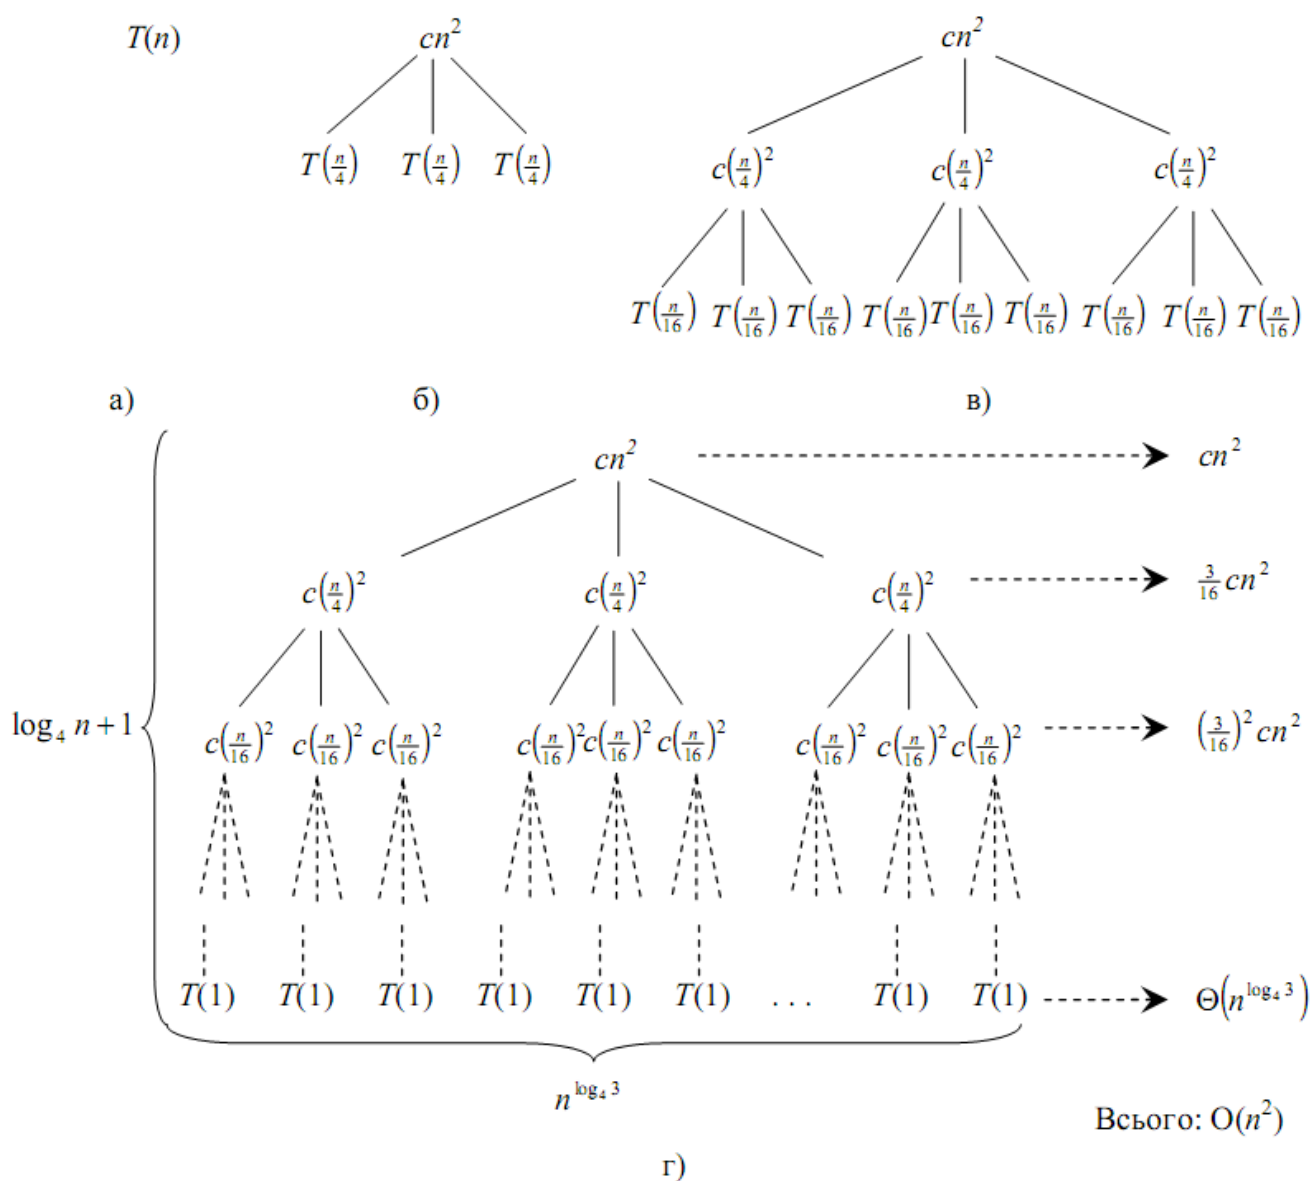 T(n) cn² cn²
T(n/4) T(n/4) T(n/4) c(n/4)² c(n/4)² c(n/4)²
T(n/16) T(n/16) T(n/16) T(n/16) T(n/16) T(n/16) T(n/16) T(n/16) T(n/16)
а) б) в)
cn² cn²
c(n/4)² c(n/4)² c(n/4)² 3/16 cn²
log₄ n + 1 c(n/16)² c(n/16)² c(n/16)² c(n/16)² c(n/16)² c(n/16)² c(n/16)² c(n/16)² c(n/16)² (3/16)² cn²
T(1) T(1) T(1) T(1) T(1) T(1) ... T(1) T(1) Θ(n^log₄ 3)
n^log₄ 3
Всього: O(n²)
г)